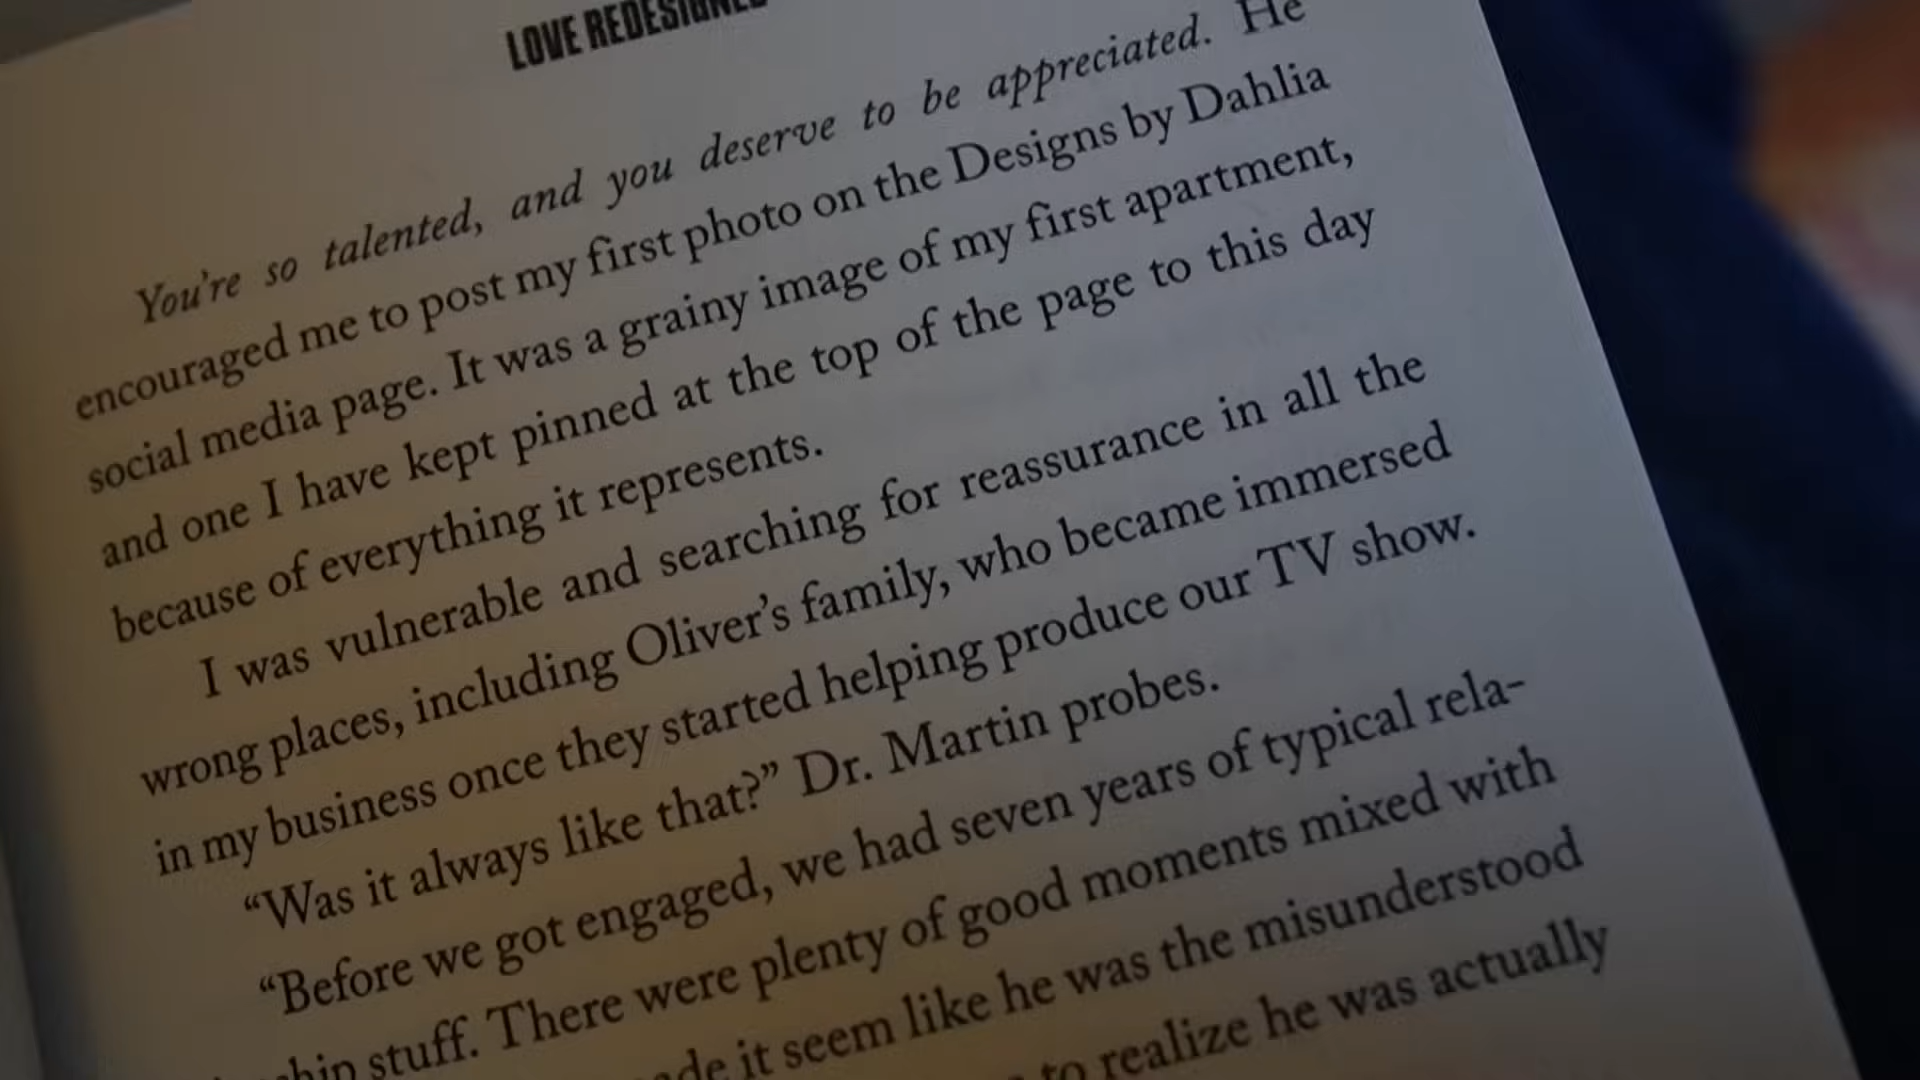 LOVE REDESIGNED
You're so talented, and you deserve to be appreciated. He
encouraged me to post my first photo on the Designs by Dahlia
social media page. It was a grainy image of my first apartment,
and one I have kept pinned at the top of the page to this day
because of everything it represents.
I was vulnerable and searching for reassurance in all the
wrong places, including Oliver's family, who became immersed
in my business once they started helping produce our TV show.
“Was it always like that?” Dr. Martin probes.
“Before we got engaged, we had seven years of typical rela-
stuff. There were plenty of good moments mixed with
it seem like he was the misunderstood
to realize he was actually